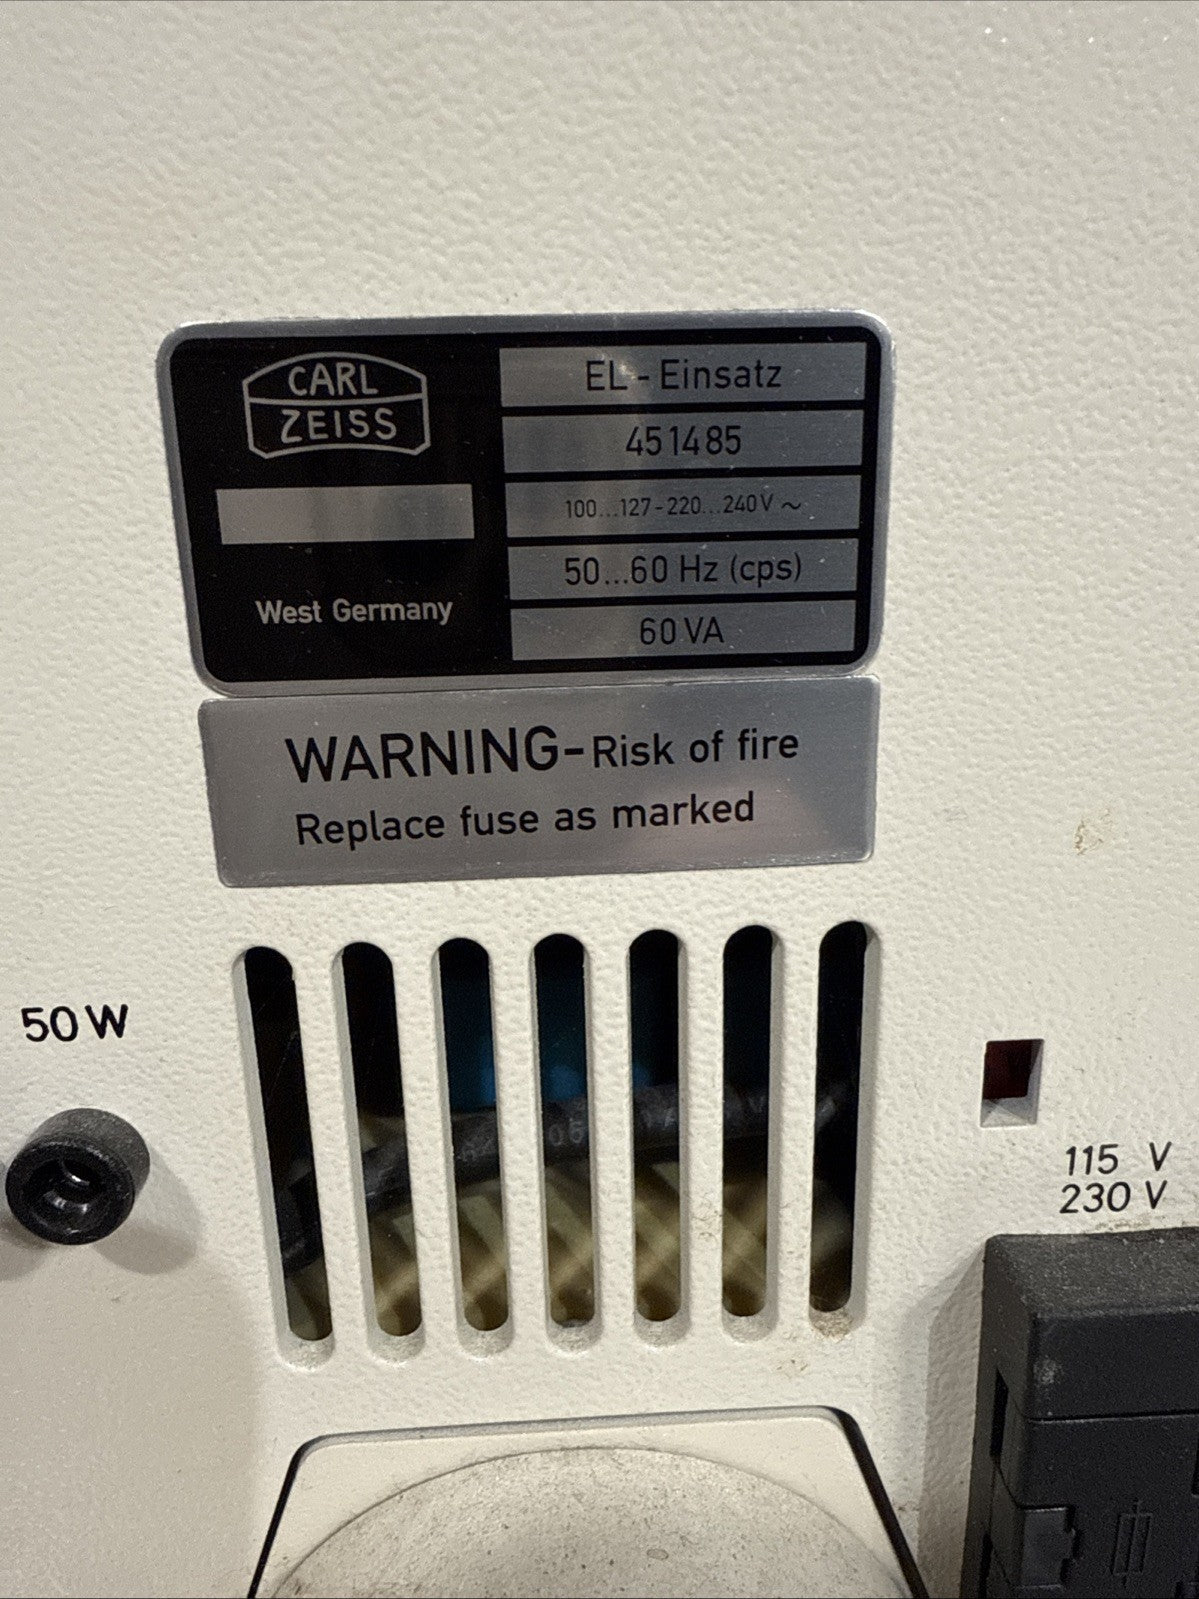 CARL
ZEISS
West Germany
EL - Einsatz
451485
100...127-220...240V ~
50...60 Hz (cps)
60 VA
WARNING-Risk of fire
Replace fuse as marked
50 W
115 V
230 V